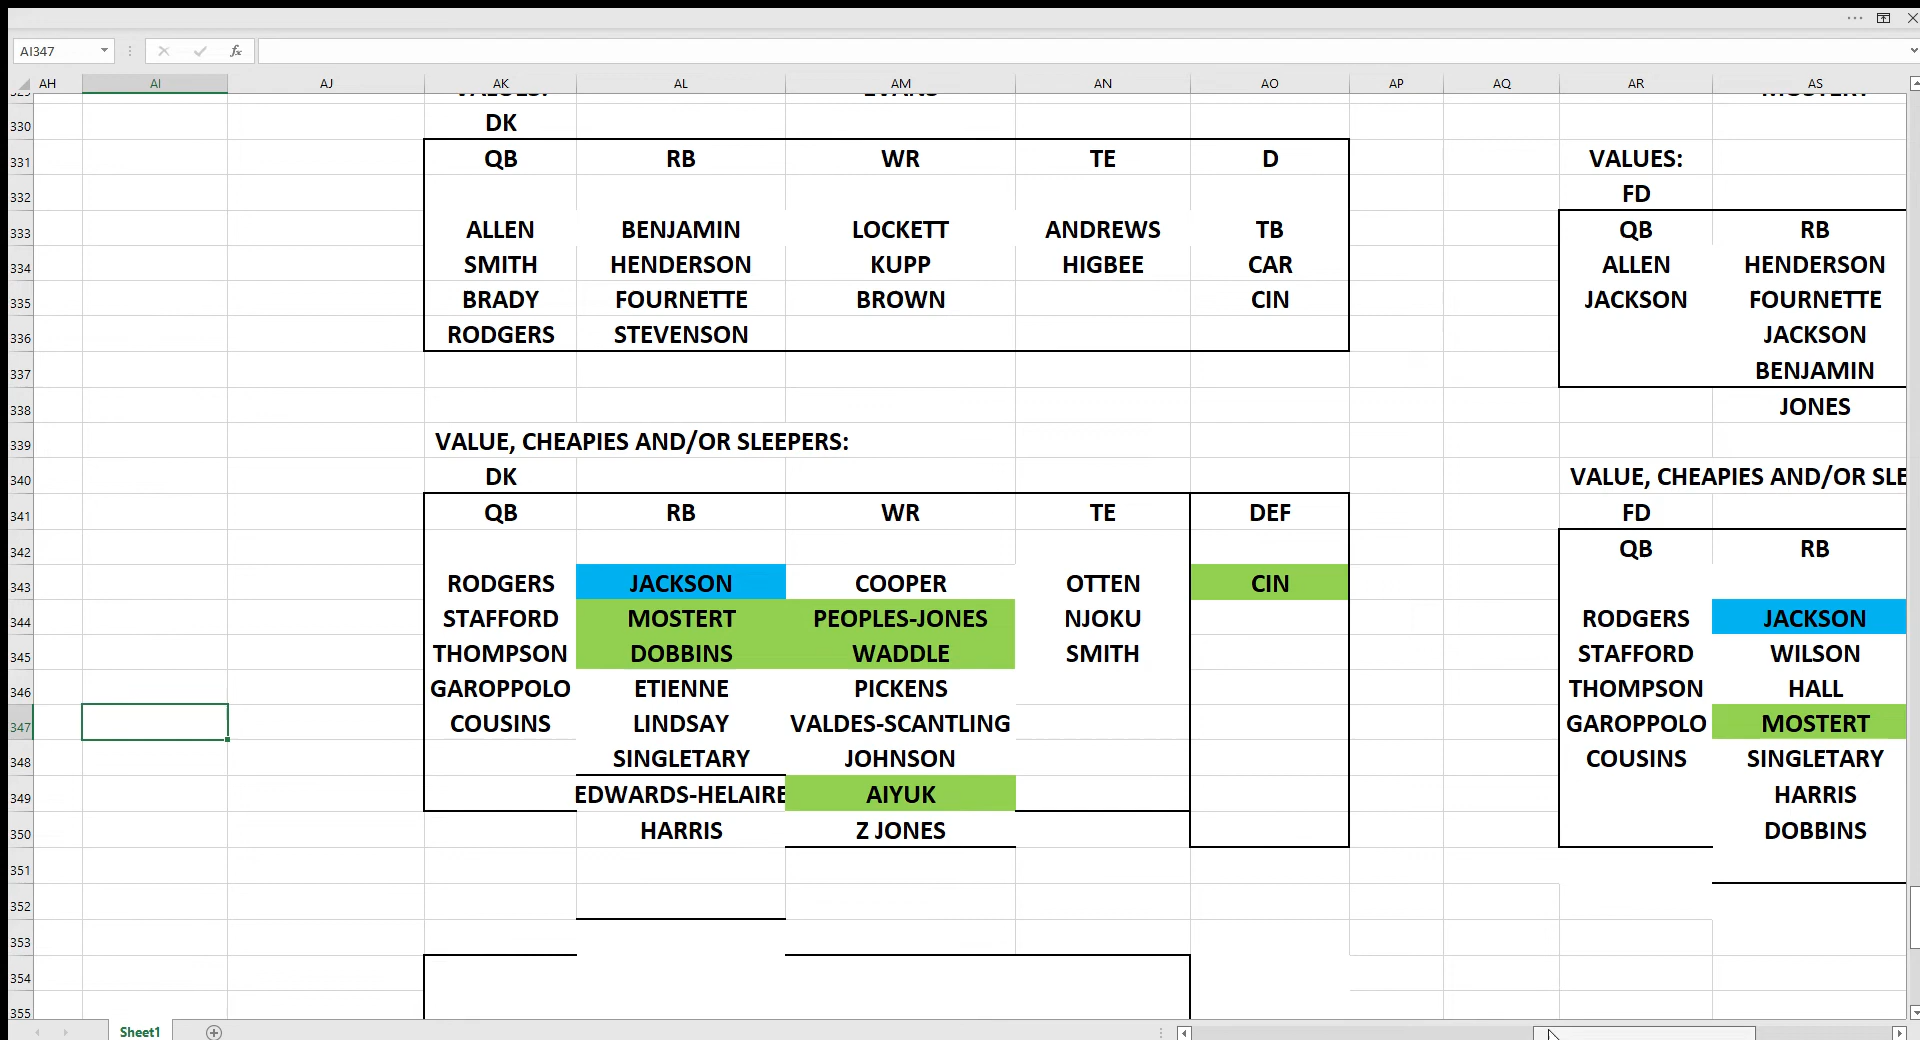 AI347 fx
AH AI AJ AK AL AM AN AO AP AQ AR AS
330 DK
331 QB RB WR TE D VALUES:
332 FD
333 ALLEN BENJAMIN LOCKETT ANDREWS TB QB RB
334 SMITH HENDERSON KUPP HIGBEE CAR ALLEN HENDERSON
335 BRADY FOURNETTE BROWN CIN JACKSON FOURNETTE
336 RODGERS STEVENSON JACKSON
337 BENJAMIN
338 JONES
339 VALUE, CHEAPIES AND/OR SLEEPERS:
340 DK VALUE, CHEAPIES AND/OR SLE
341 QB RB WR TE DEF FD
342 QB RB
343 RODGERS JACKSON COOPER OTTEN CIN
344 STAFFORD MOSTERT PEOPLES-JONES NJOKU RODGERS JACKSON
345 THOMPSON DOBBINS WADDLE SMITH STAFFORD WILSON
346 GAROPPOLO ETIENNE PICKENS THOMPSON HALL
347 COUSINS LINDSAY VALDES-SCANTLING GAROPPOLO MOSTERT
348 SINGLETARY JOHNSON COUSINS SINGLETARY
349 EDWARDS-HELAIRE AIYUK HARRIS
350 HARRIS Z JONES DOBBINS
351
352
353
354
355
Sheet1